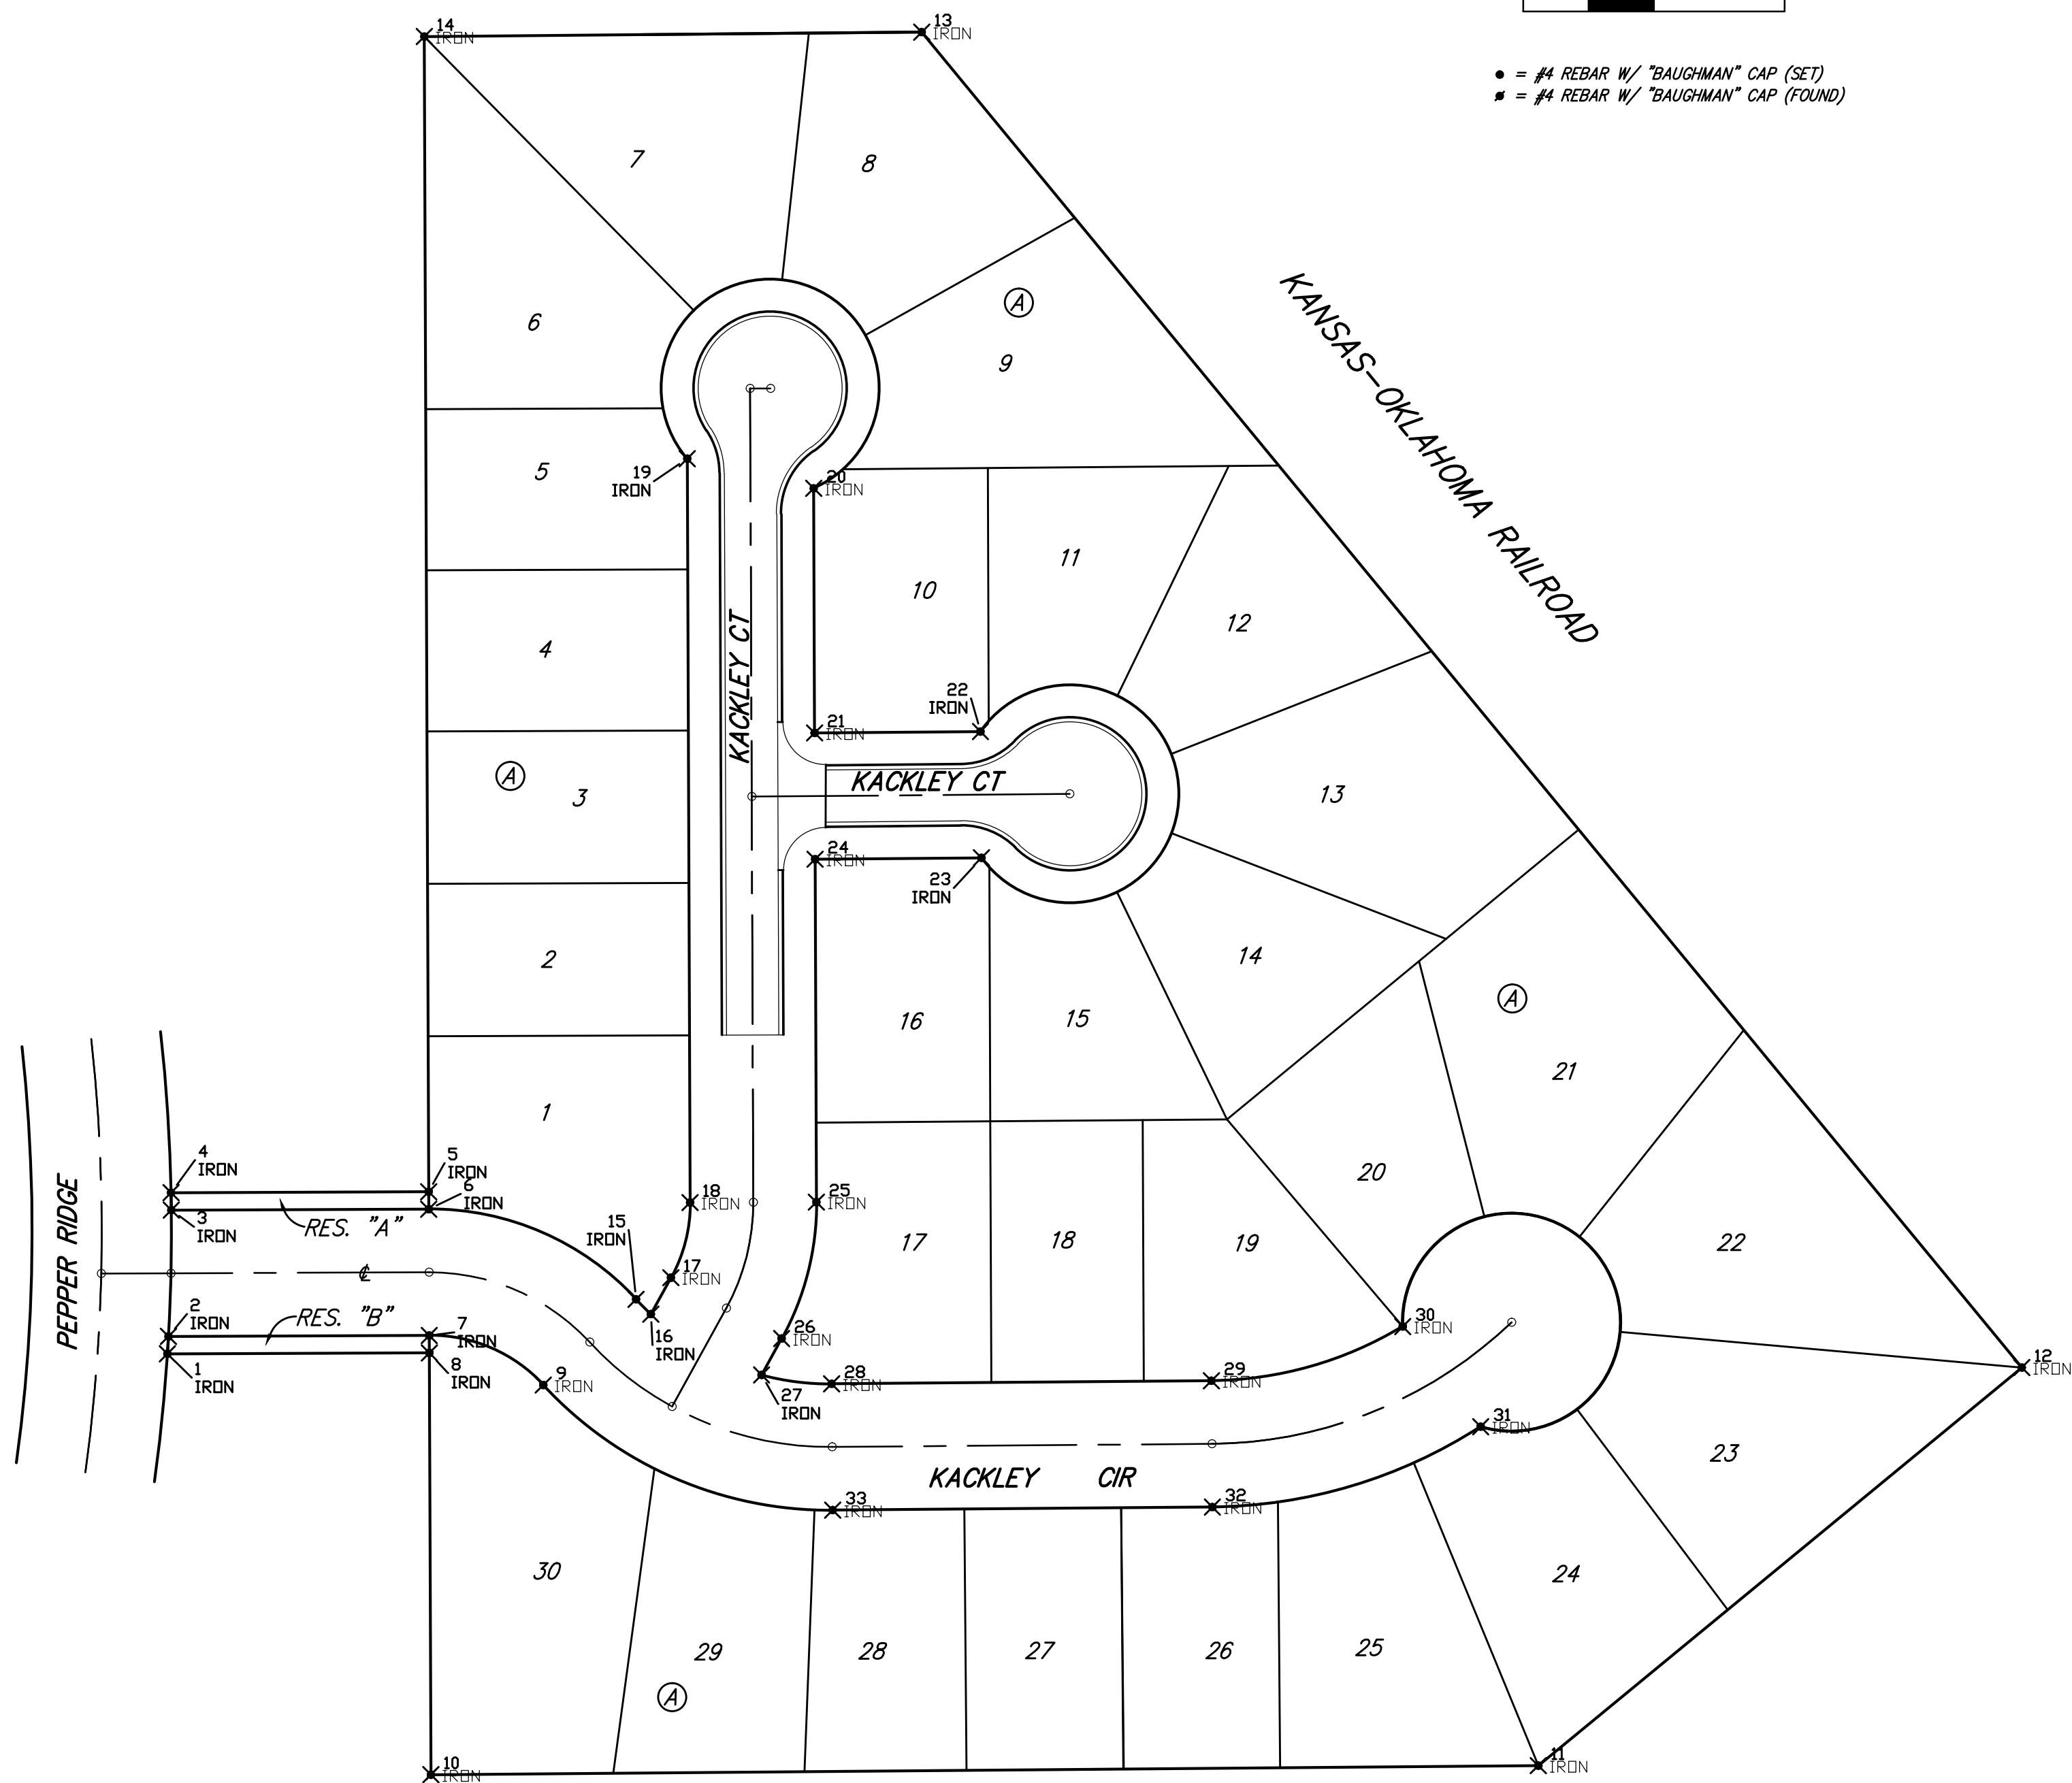 14
IRON
13
IRON
= #4 REBAR W/ "BAUGHMAN" CAP (SET)
= #4 REBAR W/ "BAUGHMAN" CAP (FOUND)
7
8
6
A
9
KANSAS-OKLAHOMA RAILROAD
5
19
IRON
20
IRON
10
11
12
4
KACKLEY CT
22
IRON
21
IRON
KACKLEY CT
A
3
13
24
IRON
23
IRON
2
14
A
16
15
21
1
4
IRON
5
IRON
6
IRON
3
IRON
RES. "A"
15
IRON
18
IRON
25
IRON
20
PEPPER RIDGE
17
18
19
22
17
IRON
℄
2
IRON
RES. "B"
7
IRON
16
IRON
26
IRON
30
IRON
1
IRON
8
IRON
9
IRON
27
IRON
28
IRON
29
IRON
12
IRON
31
IRON
23
KACKLEY CIR
33
IRON
32
IRON
30
24
29
28
27
26
25
A
10
IRON
11
IRON